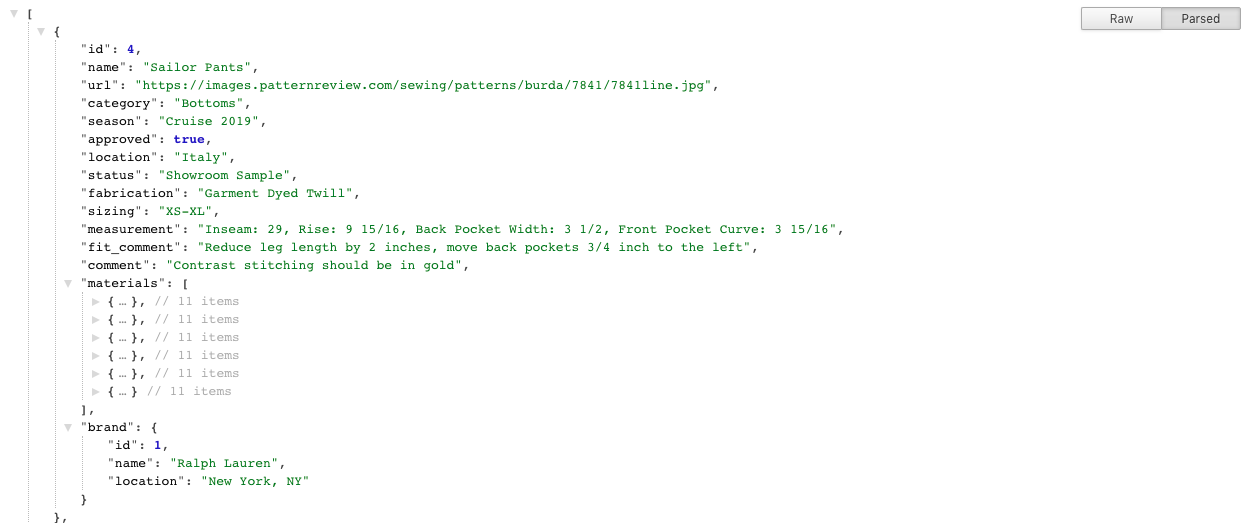 [
Raw Parsed
{
"id": 4,
"name": "Sailor Pants",
"url": "https://images.patternreview.com/sewing/patterns/burda/7841/7841line.jpg",
"category": "Bottoms",
"season": "Cruise 2019",
"approved": true,
"location": "Italy",
"status": "Showroom Sample",
"fabrication": "Garment Dyed Twill",
"sizing": "XS-XL",
"measurement": "Inseam: 29, Rise: 9 15/16, Back Pocket Width: 3 1/2, Front Pocket Curve: 3 15/16",
"fit_comment": "Reduce leg length by 2 inches, move back pockets 3/4 inch to the left",
"comment": "Contrast stitching should be in gold",
"materials": [
{ … }, // 11 items
{ … }, // 11 items
{ … }, // 11 items
{ … }, // 11 items
{ … }, // 11 items
{ … } // 11 items
],
"brand": {
"id": 1,
"name": "Ralph Lauren",
"location": "New York, NY"
}
},